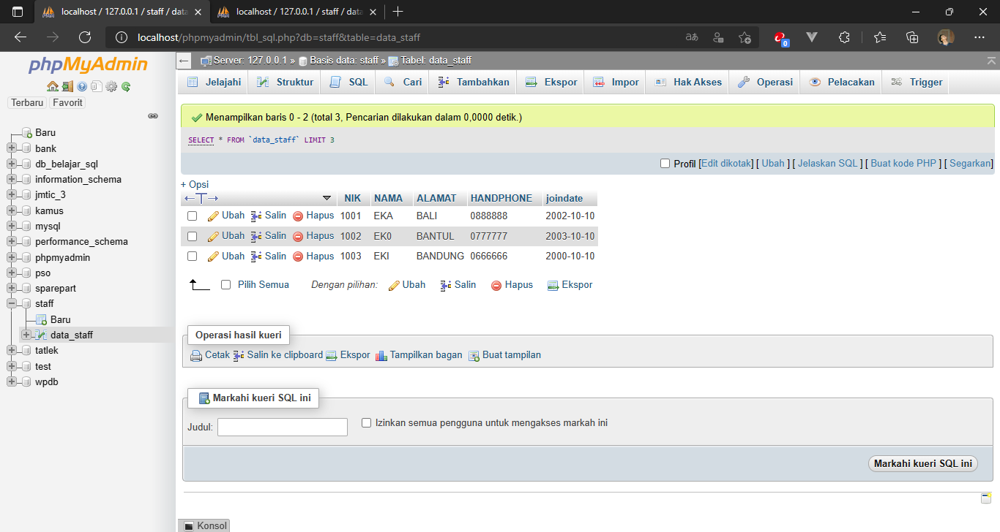 localhost / 127.0.0.1 / staff / data
localhost / 127.0.0.1 / staff / data
localhost/phpmyadmin/tbl_sql.php?db=staff&table=data_staff
aあ
0
phpMyAdmin
Terbaru Favorit
Baru
bank
db_belajar_sql
information_schema
jmtic_3
kamus
mysql
performance_schema
phpmyadmin
pso
sparepart
staff
Baru
data_staff
tatlek
test
wpdb
Server: 127.0.0.1 » Basis data: staff » Tabel: data_staff
Jelajahi Struktur SQL Cari Tambahkan Ekspor Impor Hak Akses Operasi Pelacakan Trigger
Menampilkan baris 0 - 2 (total 3, Pencarian dilakukan dalam 0,0000 detik.)
SELECT * FROM `data_staff` LIMIT 3
Profil [Edit dikotak] [ Ubah ] [ Jelaskan SQL ] [ Buat kode PHP ] [ Segarkan]
+ Opsi
←T→ NIK NAMA ALAMAT HANDPHONE joindate
Ubah Salin Hapus 1001 EKA BALI 0888888 2002-10-10
Ubah Salin Hapus 1002 EK0 BANTUL 0777777 2003-10-10
Ubah Salin Hapus 1003 EKI BANDUNG 0666666 2000-10-10
Pilih Semua Dengan pilihan: Ubah Salin Hapus Ekspor
Operasi hasil kueri
Cetak Salin ke clipboard Ekspor Tampilkan bagan Buat tampilan
Markahi kueri SQL ini
Judul: Izinkan semua pengguna untuk mengakses markah ini
Markahi kueri SQL ini
Konsol